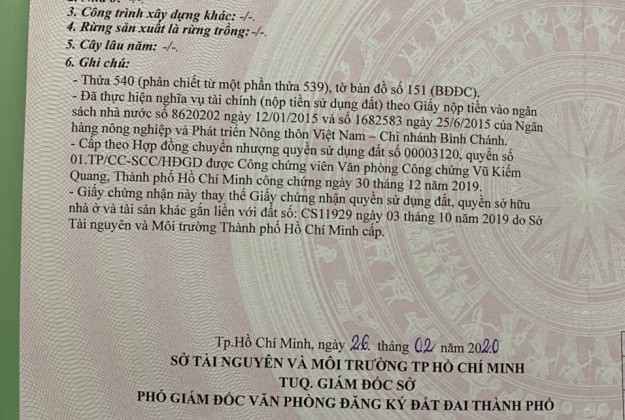 3. Công trình xây dựng khác: -/-.
4. Rừng sản xuất là rừng trồng: -/-.
5. Cây lâu năm: -/-.
6. Ghi chú:
- Thửa 540 (phân chiết từ một phần thửa 539), tờ bản đồ số 151 (BĐĐC).
- Đã thực hiện nghĩa vụ tài chính (nộp tiền sử dụng đất) theo Giấy nộp tiền vào ngân
sách nhà nước số 8620202 ngày 12/01/2015 và số 1682583 ngày 25/6/2015 của Ngân
hàng nông nghiệp và Phát triển Nông thôn Việt Nam – Chi nhánh Bình Chánh.
- Cấp theo Hợp đồng chuyển nhượng quyền sử dụng đất số 00003120, quyển số
01.TP/CC-SCC/HĐGD được Công chứng viên Văn phòng Công chứng Vũ Kiểm
Quang, Thành phố Hồ Chí Minh công chứng ngày 30 tháng 12 năm 2019.
- Giấy chứng nhận này thay thế Giấy chứng nhận quyền sử dụng đất, quyền sở hữu
nhà ở và tài sản khác gắn liền với đất số: CS11929 ngày 03 tháng 10 năm 2019 do Sở
Tài nguyên và Môi trường Thành phố Hồ Chí Minh cấp.
Tp.Hồ Chí Minh, ngày 26 tháng 02 năm 2020
SỞ TÀI NGUYÊN VÀ MÔI TRƯỜNG TP HỒ CHÍ MINH
TUQ. GIÁM ĐỐC SỞ
PHÓ GIÁM ĐỐC VĂN PHÒNG ĐĂNG KÝ ĐẤT ĐAI THÀNH PHỐ